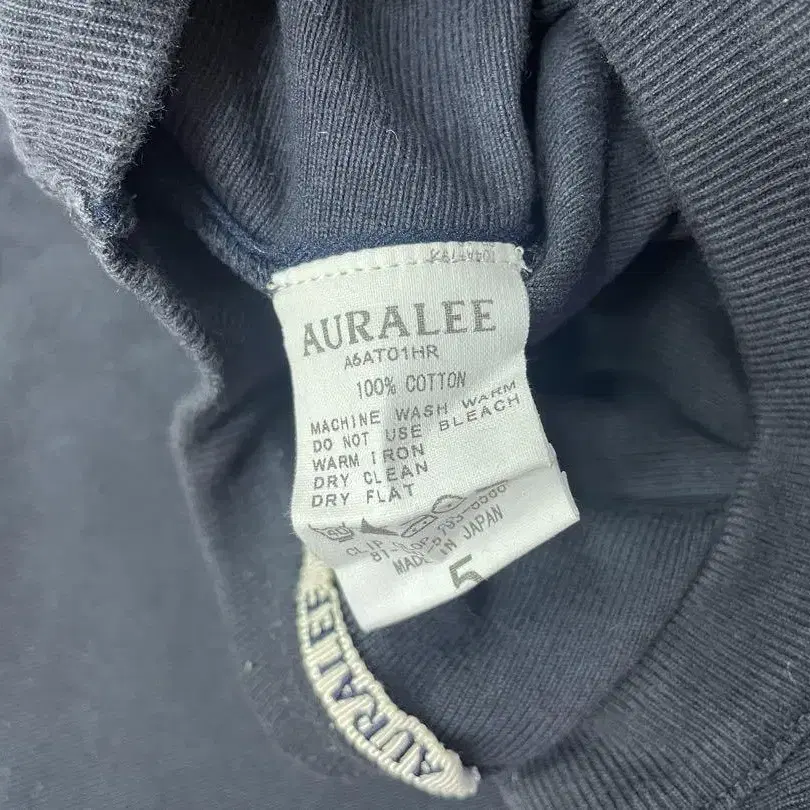 AURALEE
A6AT01HR
100% COTTON
MACHINE WASH WARM
DO NOT USE BLEACH
WARM IRON
DRY CLEAN
DRY FLAT
MADE IN JAPAN
5
AURALEE